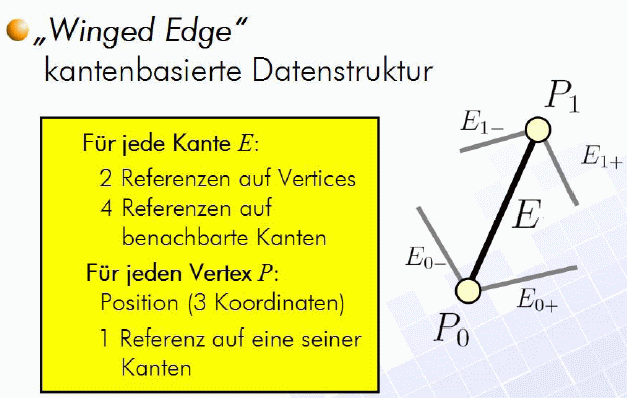 „Winged Edge“
kantenbasierte Datenstruktur
Für jede Kante E:
2 Referenzen auf Vertices
4 Referenzen auf
benachbarte Kanten
Für jeden Vertex P:
Position (3 Koordinaten)
1 Referenz auf eine seiner
Kanten
P₁
E₁₋
E₁₊
E
E₀₋
E₀₊
P₀